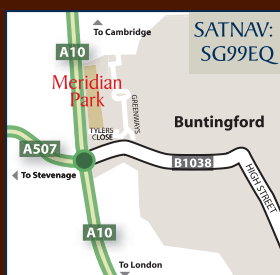 To Cambridge
SATNAV:
SG99EQ
A10
Meridian
Park
GREENWAYS
TYLERS
CLOSE
Buntingford
A507
B1038
To Stevenage
HIGH STREET
A10
To London